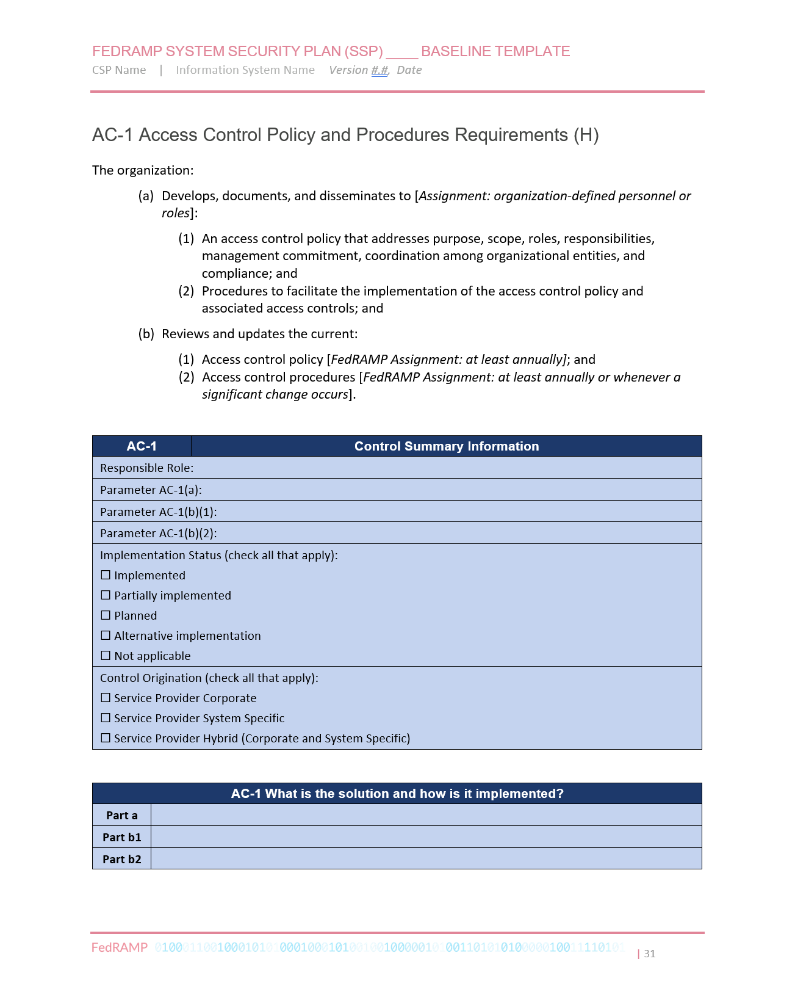 FEDRAMP SYSTEM SECURITY PLAN (SSP) ____ BASELINE TEMPLATE
CSP Name | Information System Name Version #.#, Date
AC-1 Access Control Policy and Procedures Requirements (H)
The organization:
(a) Develops, documents, and disseminates to [Assignment: organization-defined personnel or
roles]:
(1) An access control policy that addresses purpose, scope, roles, responsibilities,
management commitment, coordination among organizational entities, and
compliance; and
(2) Procedures to facilitate the implementation of the access control policy and
associated access controls; and
(b) Reviews and updates the current:
(1) Access control policy [FedRAMP Assignment: at least annually]; and
(2) Access control procedures [FedRAMP Assignment: at least annually or whenever a
significant change occurs].
AC-1 Control Summary Information
Responsible Role:
Parameter AC-1(a):
Parameter AC-1(b)(1):
Parameter AC-1(b)(2):
Implementation Status (check all that apply):
☐ Implemented
☐ Partially implemented
☐ Planned
☐ Alternative implementation
☐ Not applicable
Control Origination (check all that apply):
☐ Service Provider Corporate
☐ Service Provider System Specific
☐ Service Provider Hybrid (Corporate and System Specific)
AC-1 What is the solution and how is it implemented?
Part a
Part b1
Part b2
FedRAMP
| 31